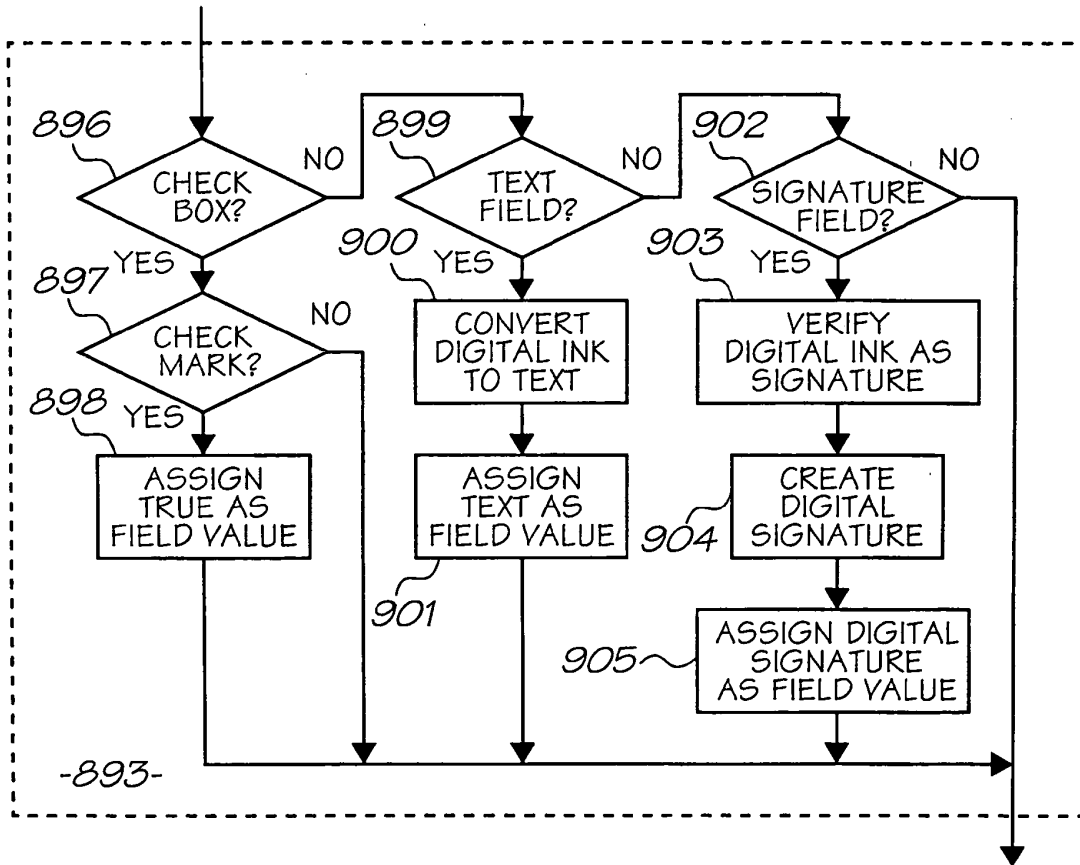 896
CHECK
BOX?
NO
YES
897
CHECK
MARK?
NO
YES
898
ASSIGN
TRUE AS
FIELD VALUE
899
TEXT
FIELD?
NO
YES
900
CONVERT
DIGITAL INK
TO TEXT
ASSIGN
TEXT AS
FIELD VALUE
901
902
SIGNATURE
FIELD?
NO
YES
903
VERIFY
DIGITAL INK AS
SIGNATURE
CREATE
DIGITAL
SIGNATURE
904
ASSIGN DIGITAL
SIGNATURE
AS FIELD VALUE
905
-893-